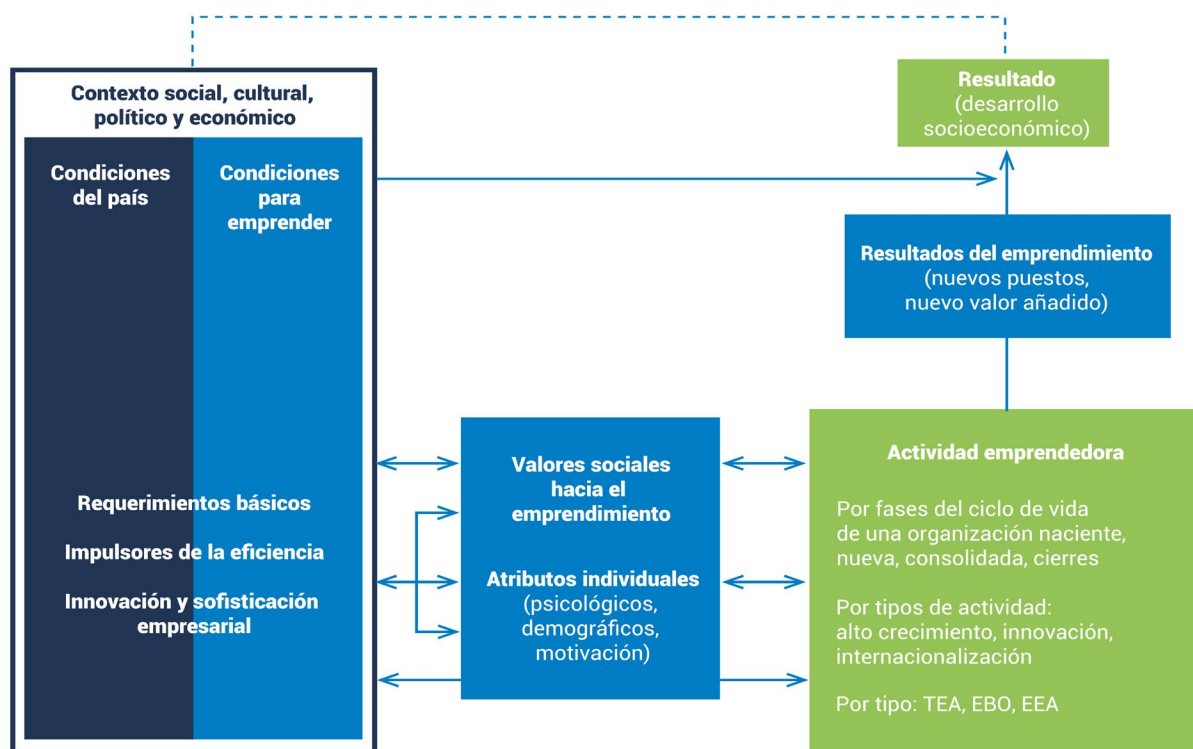 Contexto social, cultural,
político y económico
Condiciones
del país
Condiciones
para
emprender
Requerimientos básicos
Impulsores de la eficiencia
Innovación y sofisticación
empresarial
Valores sociales
hacia el
emprendimiento
Atributos individuales
(psicológicos,
demográficos,
motivación)
Resultado
(desarrollo
socioeconómico)
Resultados del emprendimiento
(nuevos puestos,
nuevo valor añadido)
Actividad emprendedora
Por fases del ciclo de vida
de una organización naciente,
nueva, consolidada, cierres
Por tipos de actividad:
alto crecimiento, innovación,
internacionalización
Por tipo: TEA, EBO, EEA